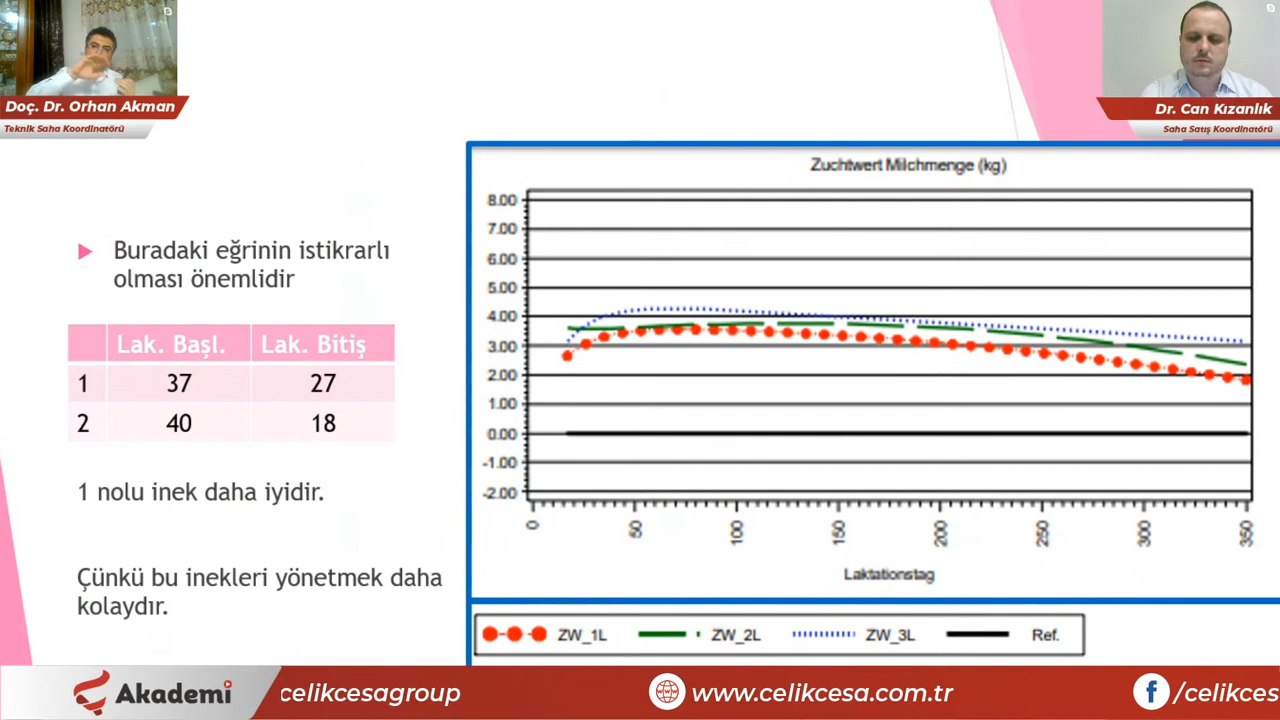 Doç. Dr. Orhan Akman
Teknik Saha Koordinatörü
Dr. Can Kızanlık
Saha Satış Koordinatörü
Buradaki eğrinin istikrarlı
olması önemlidir
Lak. Başl. Lak. Bitiş
1 37 27
2 40 18
1 nolu inek daha iyidir.
Çünkü bu inekleri yönetmek daha
kolaydır.
Zuchtwert Milchmenge (kg)
8.00
7.00
6.00
5.00
4.00
3.00
2.00
1.00
0.00
-1.00
-2.00
0 50 100 150 200 250 300 350
Laktationstag
ZW_1L ZW_2L ZW_3L Ref.
Akademi
celikcesagroup
www.celikcesa.com.tr
f /celikces